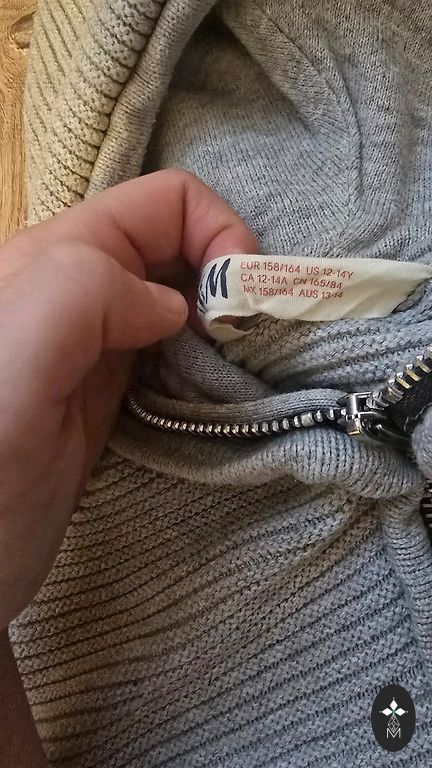 &M
EUR 158/164 US 12-14Y
CA 12-14A CN 165/84
MX 158/164 AUS 13-14
M